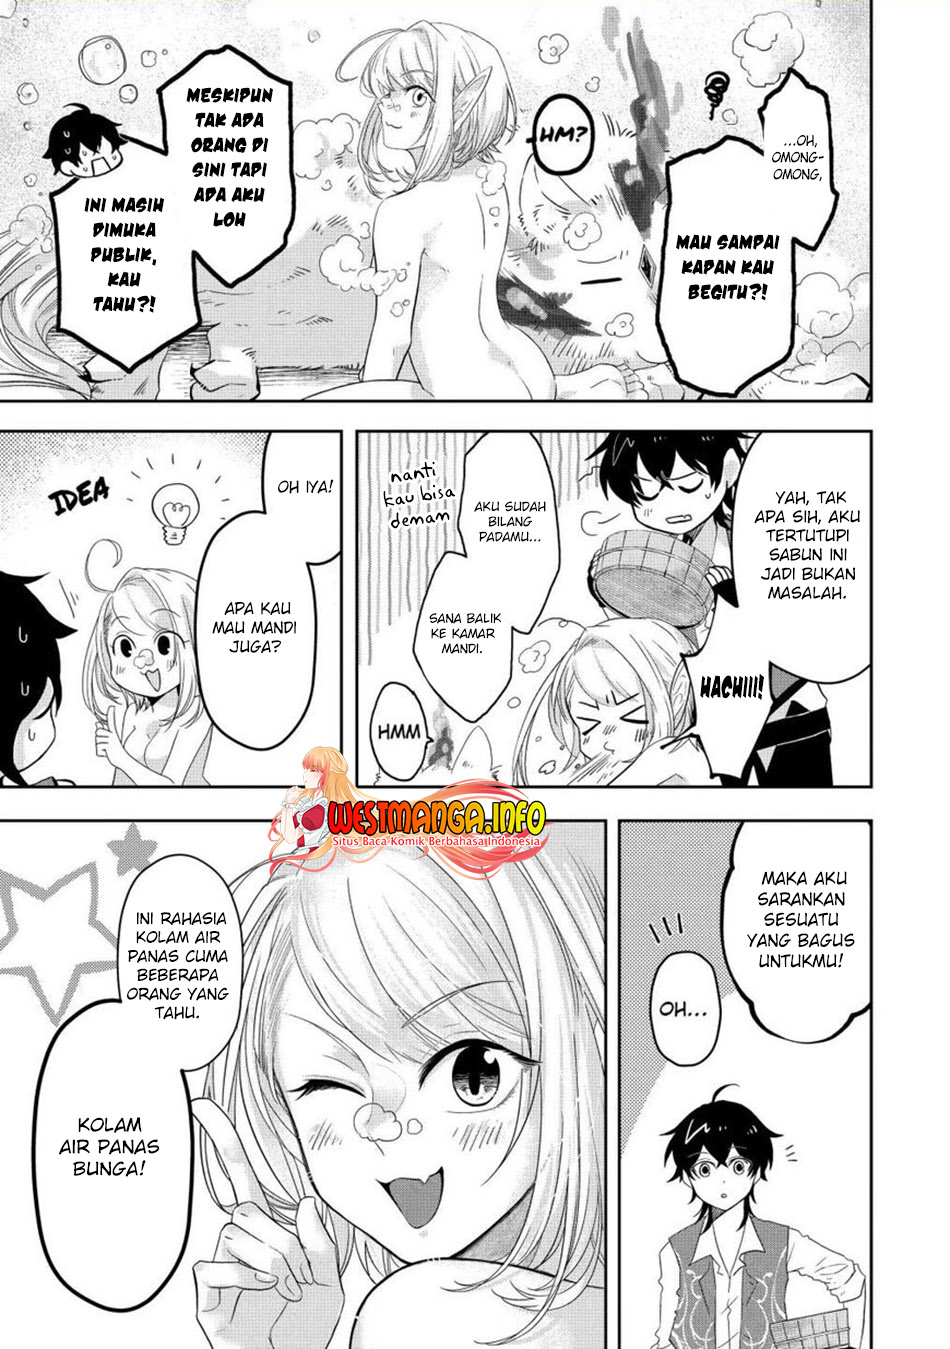 ...OH,
OMONG-
OMONG,
MAU SAMPAI
KAPAN KAU
BEGITU?!
HM?
MESKIPUN
TAK ADA
ORANG DI
SINI TAPI
ADA AKU
LOH
INI MASIH
DIMUKA
PUBLIK,
KAU
TAHU?!
YAH, TAK
APA SIH, AKU
TERTUTUPI
SABUN INI
JADI BUKAN
MASALAH.
HACHIII!
AKU SUDAH
BILANG
PADAMU...
SANA BALIK
KE KAMAR
MANDI.
nanti
kau bisa
demam
HMM
OH IYA!
APA KAU
MAU MANDI
JUGA?
IDEA
WESTMANGA.INFO
Situs Baca Komik Berbahasa Indonesia
MAKA AKU
SARANKAN
SESUATU
YANG BAGUS
UNTUKMU!
OH...
INI RAHASIA
KOLAM AIR
PANAS CUMA
BEBERAPA
ORANG YANG
TAHU.
KOLAM
AIR PANAS
BUNGA!